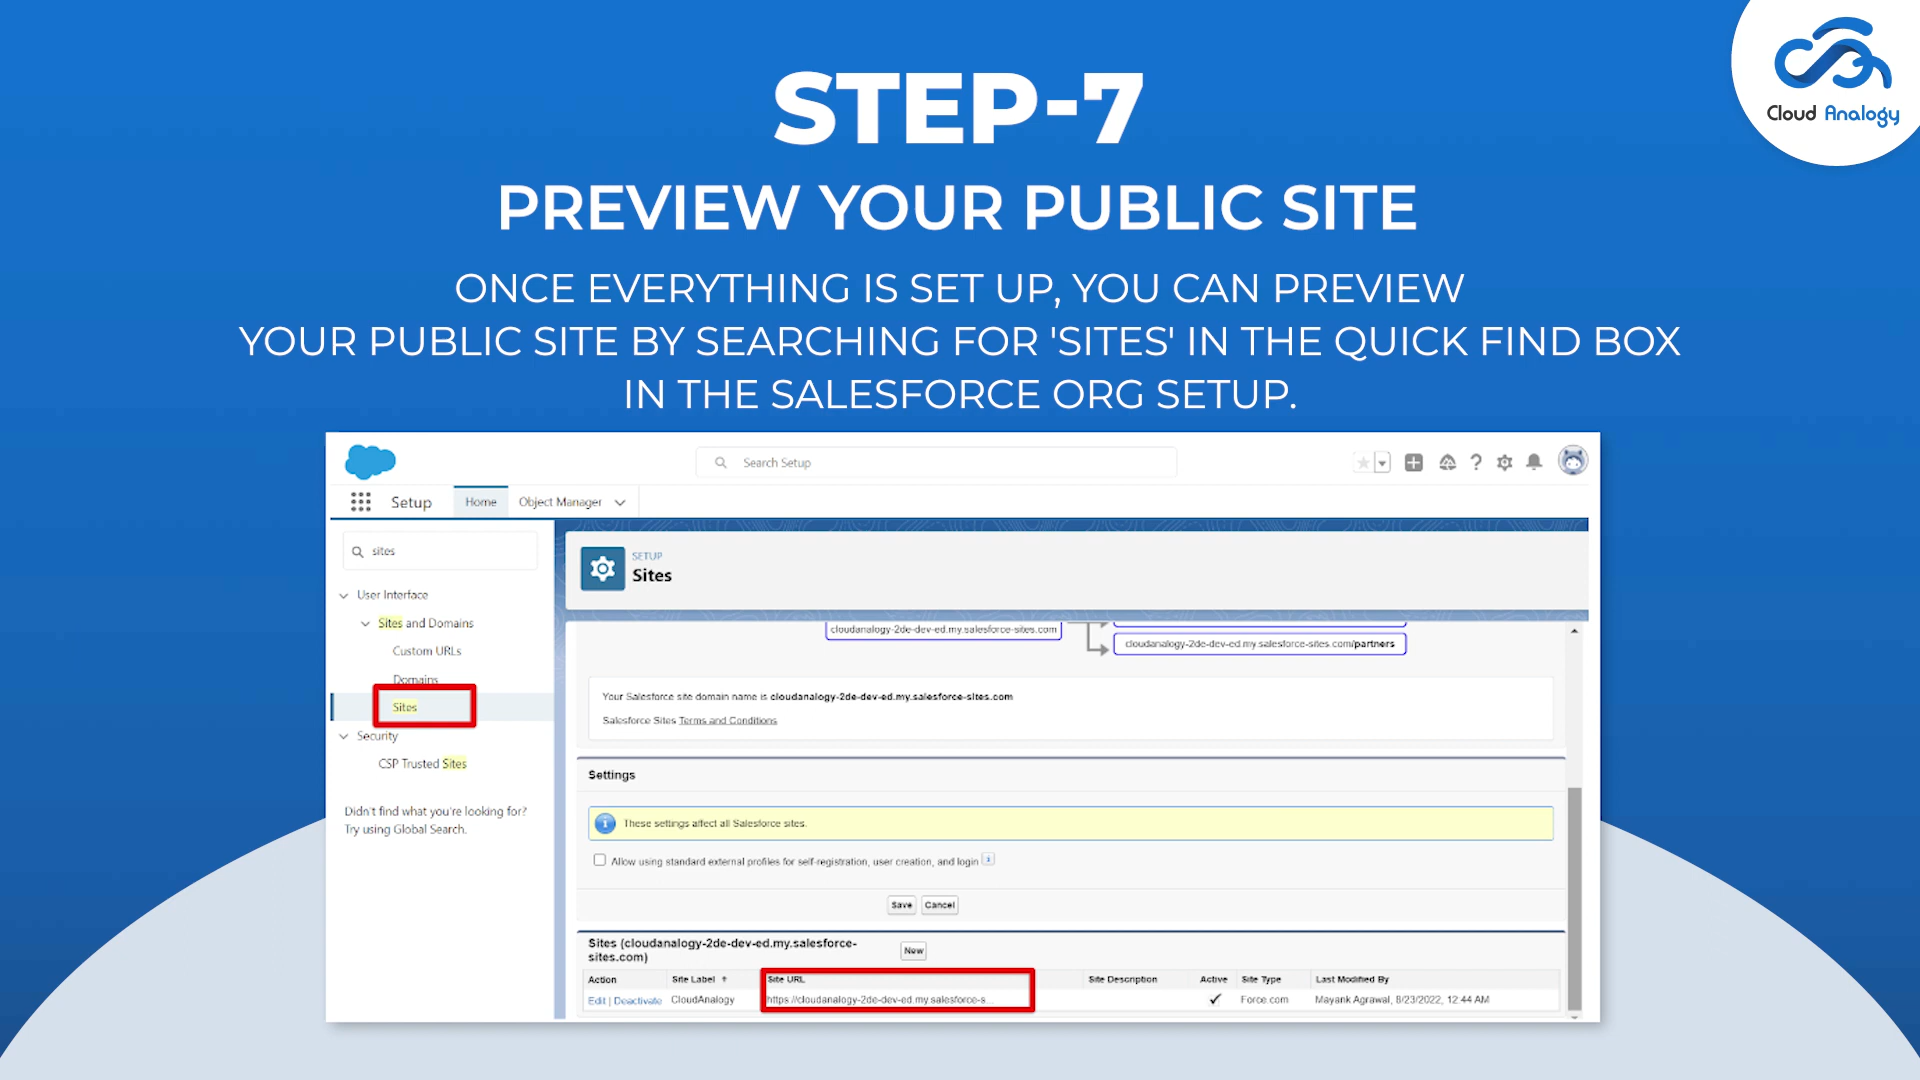 Cloud Analogy
STEP-7
PREVIEW YOUR PUBLIC SITE
ONCE EVERYTHING IS SET UP, YOU CAN PREVIEW
YOUR PUBLIC SITE BY SEARCHING FOR 'SITES' IN THE QUICK FIND BOX
IN THE SALESFORCE ORG SETUP.
Search Setup
Setup Home Object Manager
sites
User Interface
Sites and Domains
Custom URLs
Domains
Sites
Security
CSP Trusted Sites
Didn't find what you're looking for?
Try using Global Search.
SETUP
Sites
cloudanalogy-2de-dev-ed.my.salesforce-sites.com
cloudanalogy-2de-dev-ed.my.salesforce-sites.com/partners
Your Salesforce site domain name is cloudanalogy-2de-dev-ed.my.salesforce-sites.com
Salesforce Sites Terms and Conditions
Settings
These settings affect all Salesforce sites.
Allow using standard external profiles for self-registration, user creation, and login
Save Cancel
Sites (cloudanalogy-2de-dev-ed.my.salesforce-
sites.com)
New
Action Site Label ↑ Site URL Site Description Active Site Type Last Modified By
Edit | Deactivate CloudAnalogy https://cloudanalogy-2de-dev-ed.my.salesforce-s... ✓ Force.com Mayank Agrawal, 8/23/2022, 12:44 AM